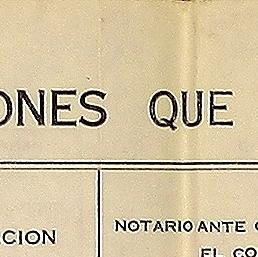 ONES QUE
CION
NOTARIO ANTE
EL CO